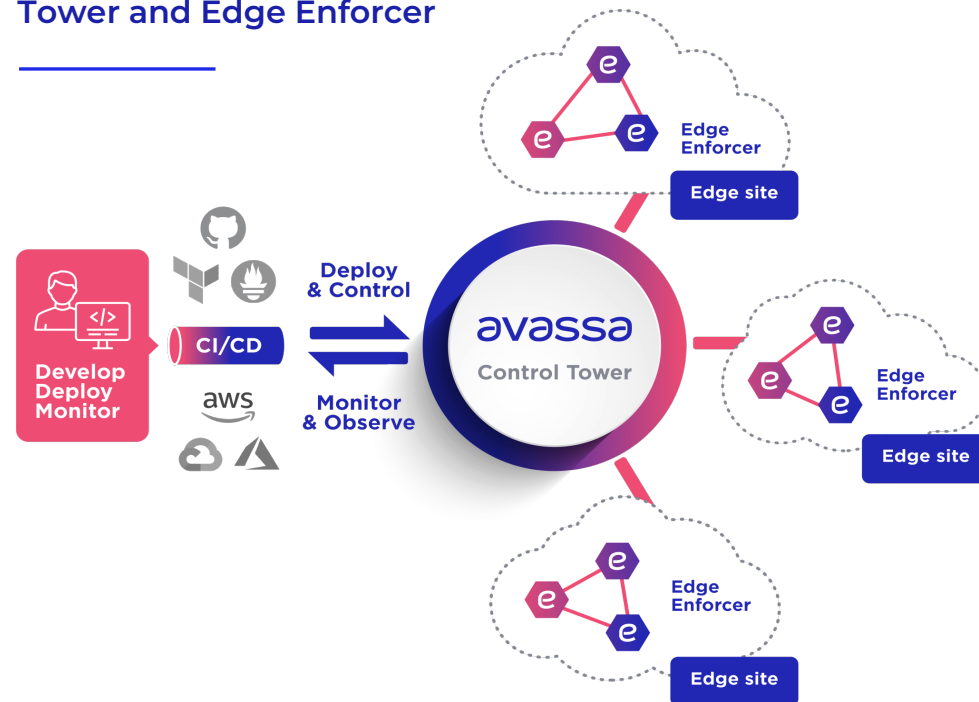 Tower and Edge Enforcer
Edge
Enforcer
Edge site
Deploy
& Control
CI/CD
Develop
Deploy
Monitor
aws
Monitor
& Observe
avassa
Control Tower
Edge
Enforcer
Edge site
Edge
Enforcer
Edge site
e
e
e
e
e
e
e
e
e